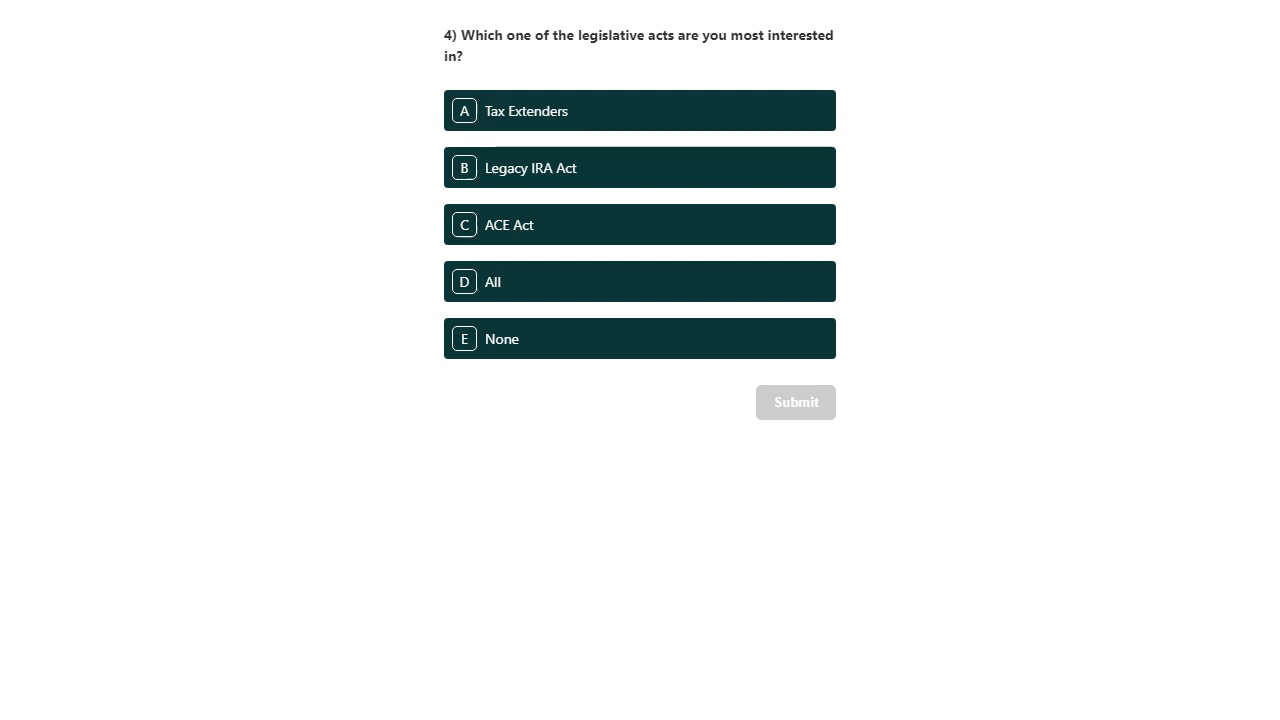 4) Which one of the legislative acts are you most interested
in?
A Tax Extenders
B Legacy IRA Act
C ACE Act
D All
E None
Submit